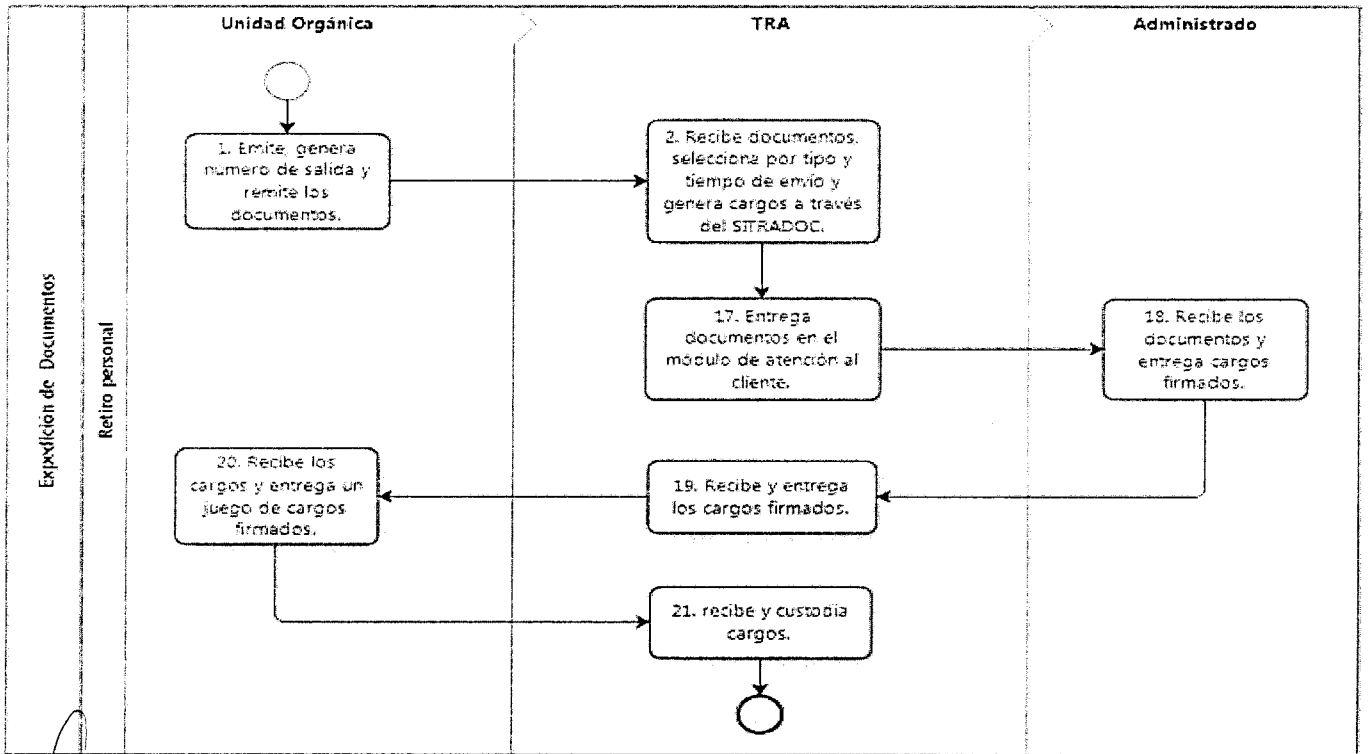 Unidad Orgánica
TRA
Administrado
Expedición de Documentos
Retiro personal
1. Emite, genera
número de salida y
remite los
documentos.
2. Recibe documentos,
selecciona por tipo y
tiempo de envío y
genera cargos a través
del SITRADOC.
17. Entrega
documentos en el
módulo de atención al
cliente.
18. Recibe los
documentos y
entrega cargos
firmados.
19. Recibe y entrega
los cargos firmados.
20. Recibe los
cargos y entrega un
juego de cargos
firmados.
21. recibe y custodia
cargos.